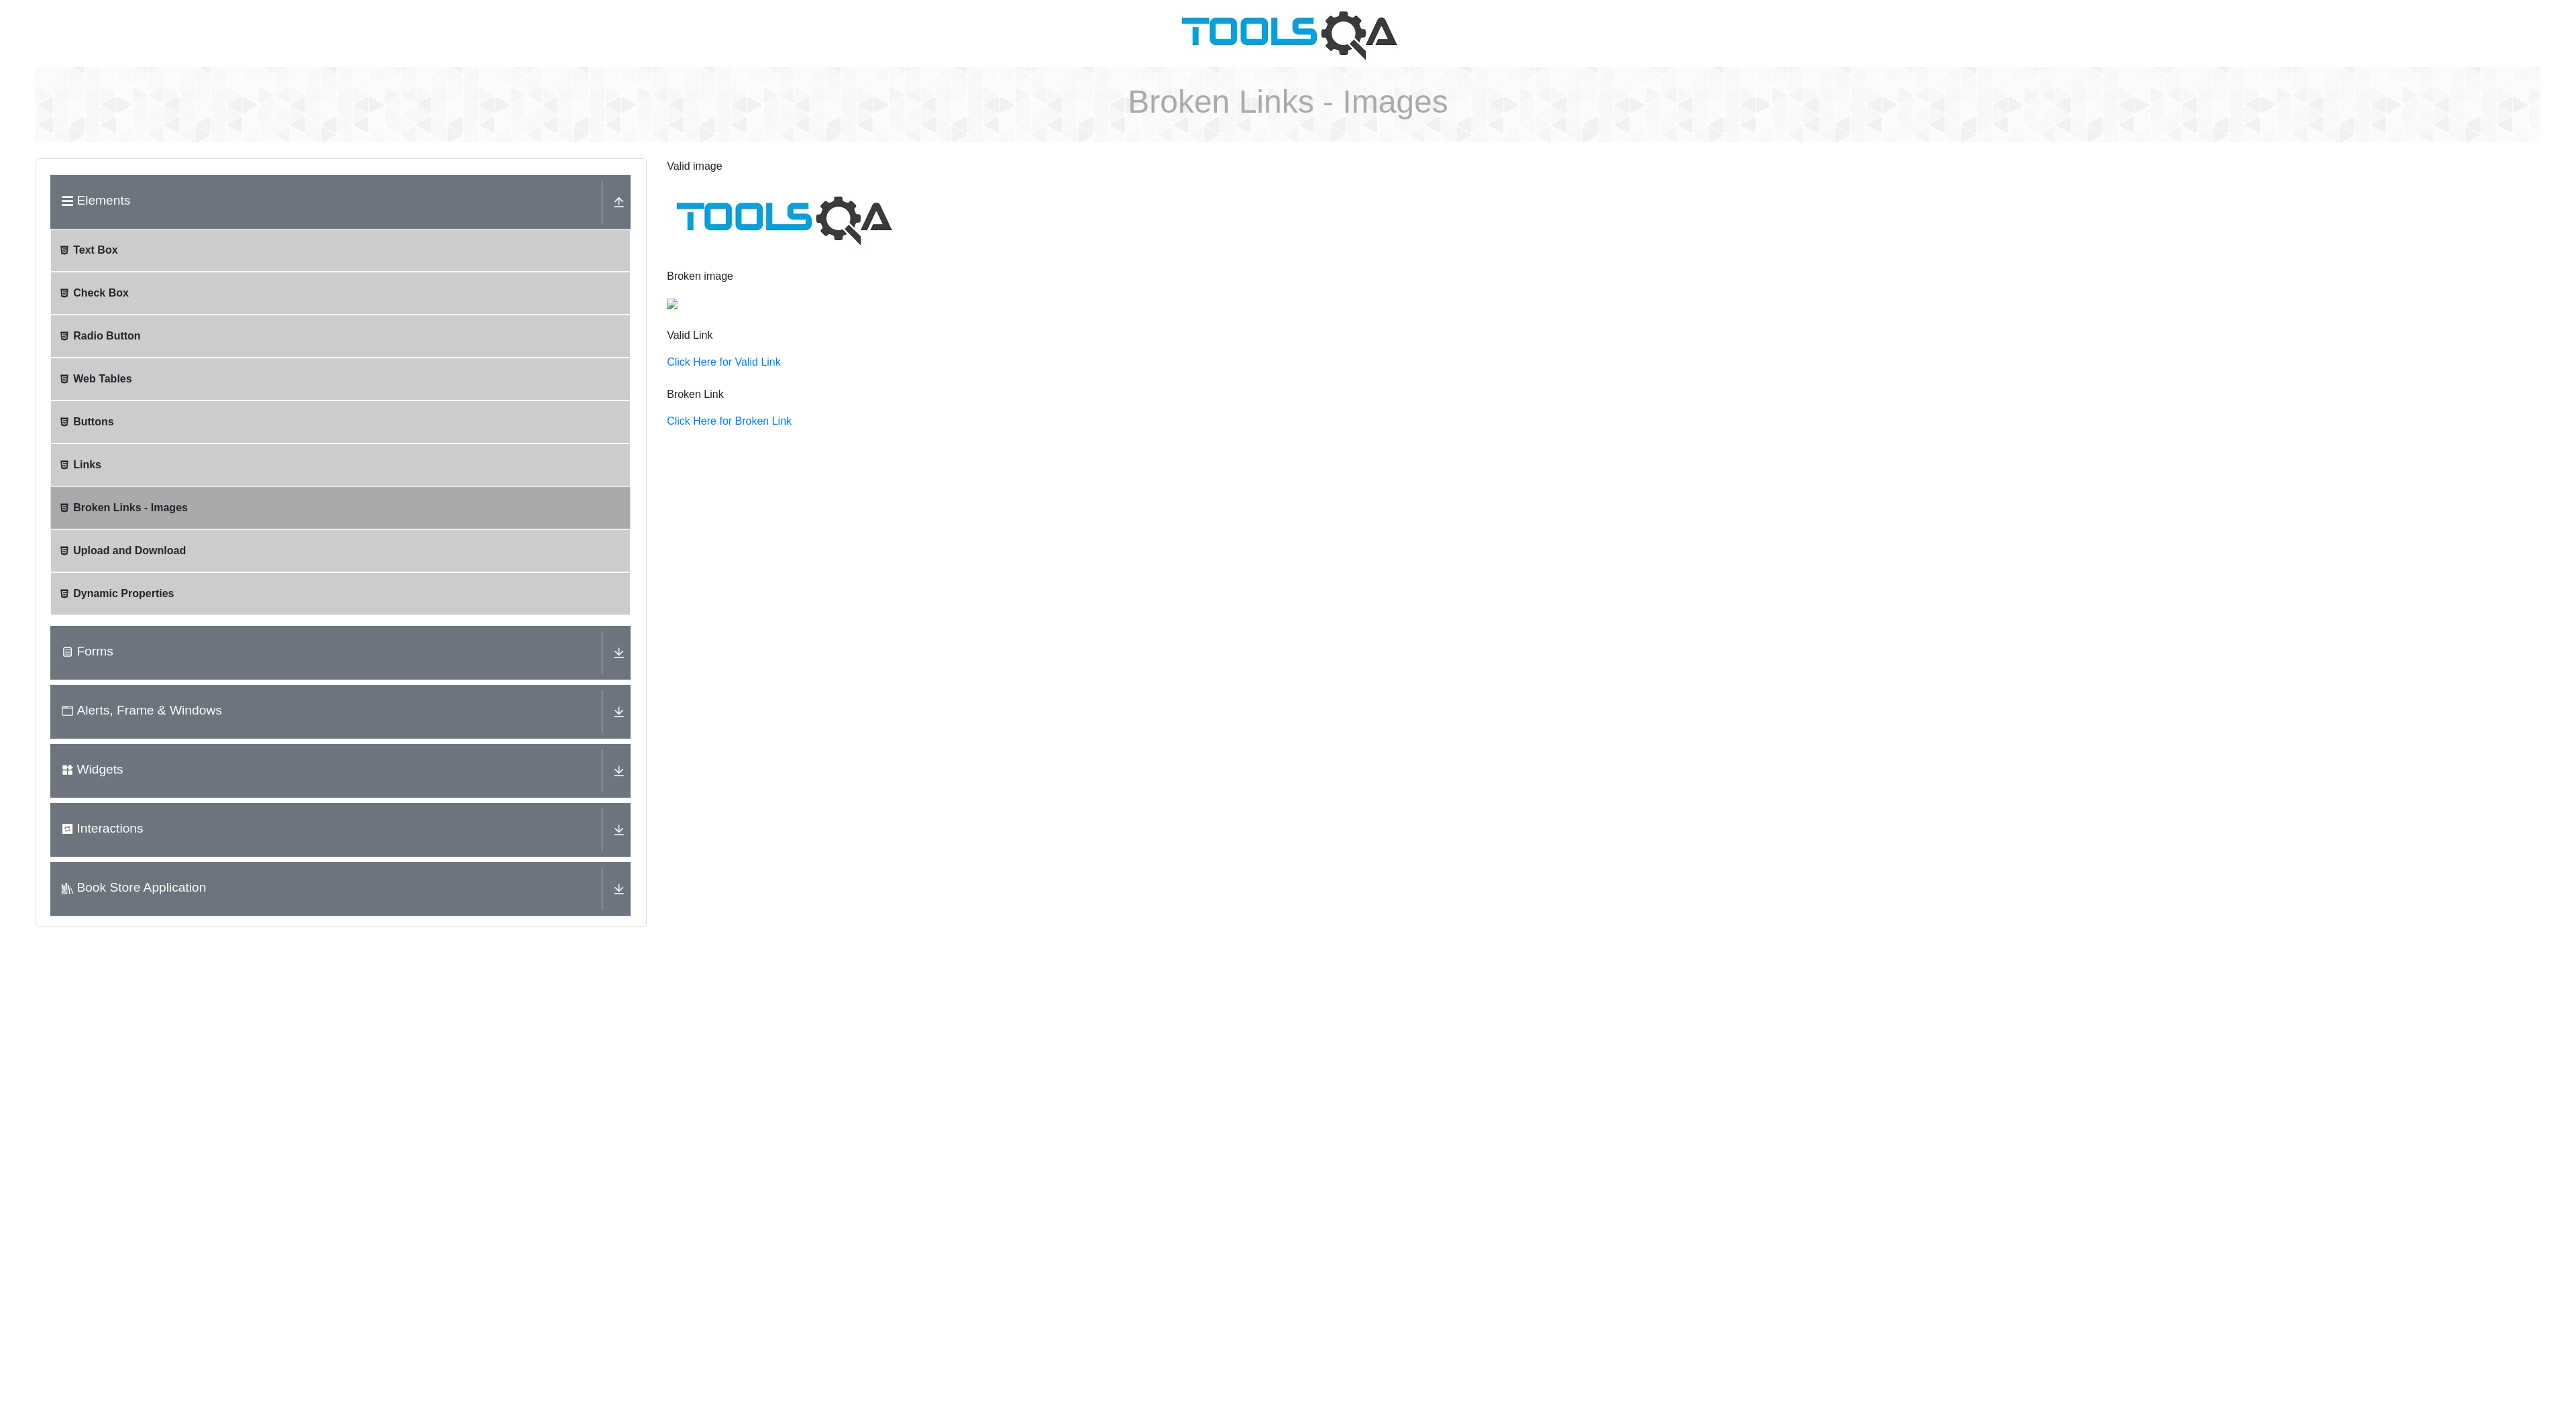 TOOLSQA
Broken Links - Images
Elements
Text Box
Check Box
Radio Button
Web Tables
Buttons
Links
Broken Links - Images
Upload and Download
Dynamic Properties
Forms
Alerts, Frame & Windows
Widgets
Interactions
Book Store Application
Valid image
TOOLSQA
Broken image
Valid Link
Click Here for Valid Link
Broken Link
Click Here for Broken Link